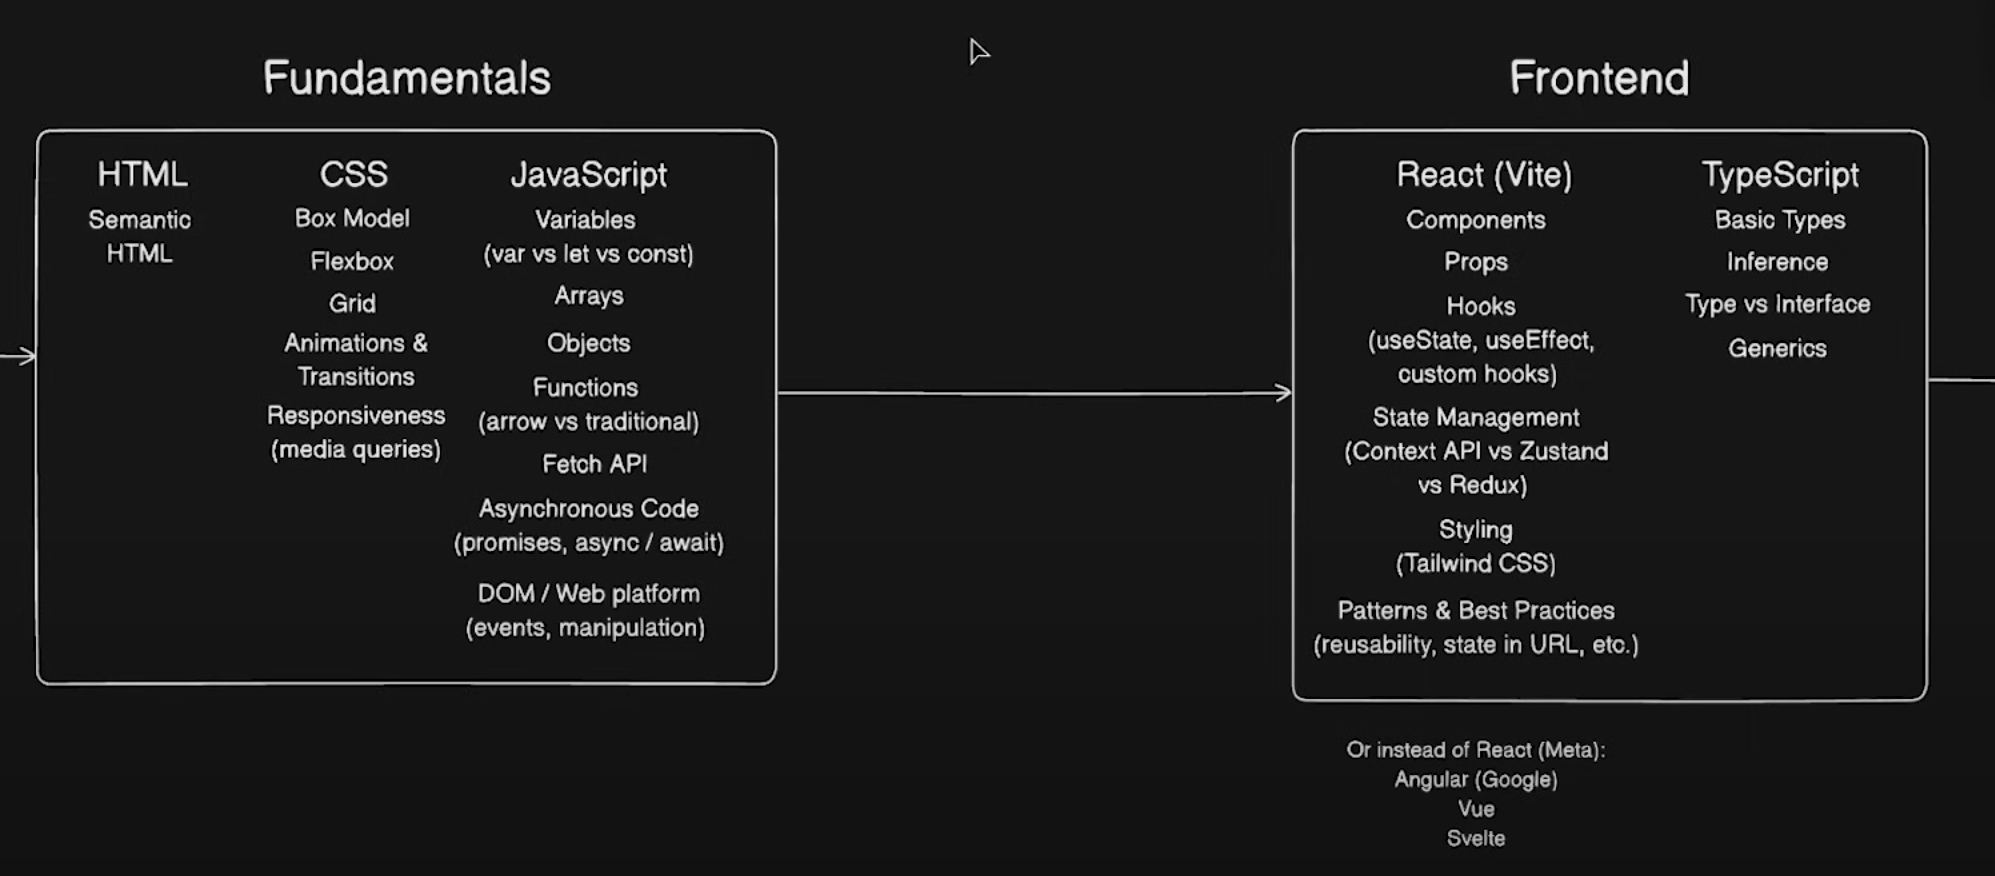 Fundamentals
HTML
Semantic
HTML
CSS
Box Model
Flexbox
Grid
Animations &
Transitions
Responsiveness
(media queries)
JavaScript
Variables
(var vs let vs const)
Arrays
Objects
Functions
(arrow vs traditional)
Fetch API
Asynchronous Code
(promises, async / await)
DOM / Web platform
(events, manipulation)
Frontend
React (Vite)
Components
Props
Hooks
(useState, useEffect,
custom hooks)
State Management
(Context API vs Zustand
vs Redux)
Styling
(Tailwind CSS)
Patterns & Best Practices
(reusability, state in URL, etc.)
TypeScript
Basic Types
Inference
Type vs Interface
Generics
Or instead of React (Meta):
Angular (Google)
Vue
Svelte